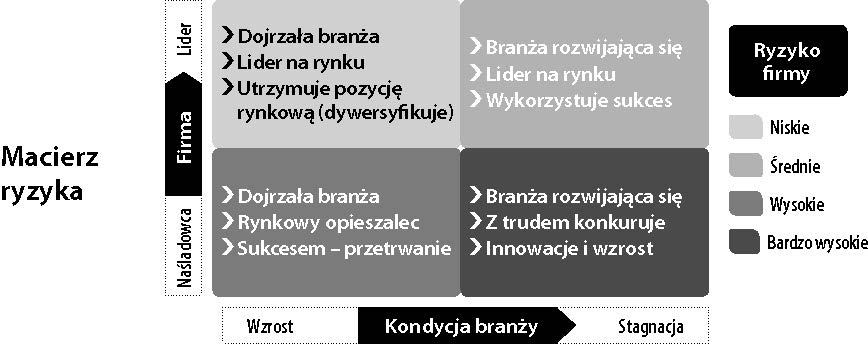 Macierz
ryzyka
Lider
Firma
Naśladowca
Dojrzała branża
Lider na rynku
Utrzymuje pozycję
rynkową (dywersyfikuje)
Branża rozwijająca się
Lider na rynku
Wykorzystuje sukces
Dojrzała branża
Rynkowy opieszalec
Sukcesem – przetrwanie
Branża rozwijająca się
Z trudem konkuruje
Innowacje i wzrost
Wzrost
Kondycja branży
Stagnacja
Ryzyko
firmy
Niskie
Średnie
Wysokie
Bardzo wysokie